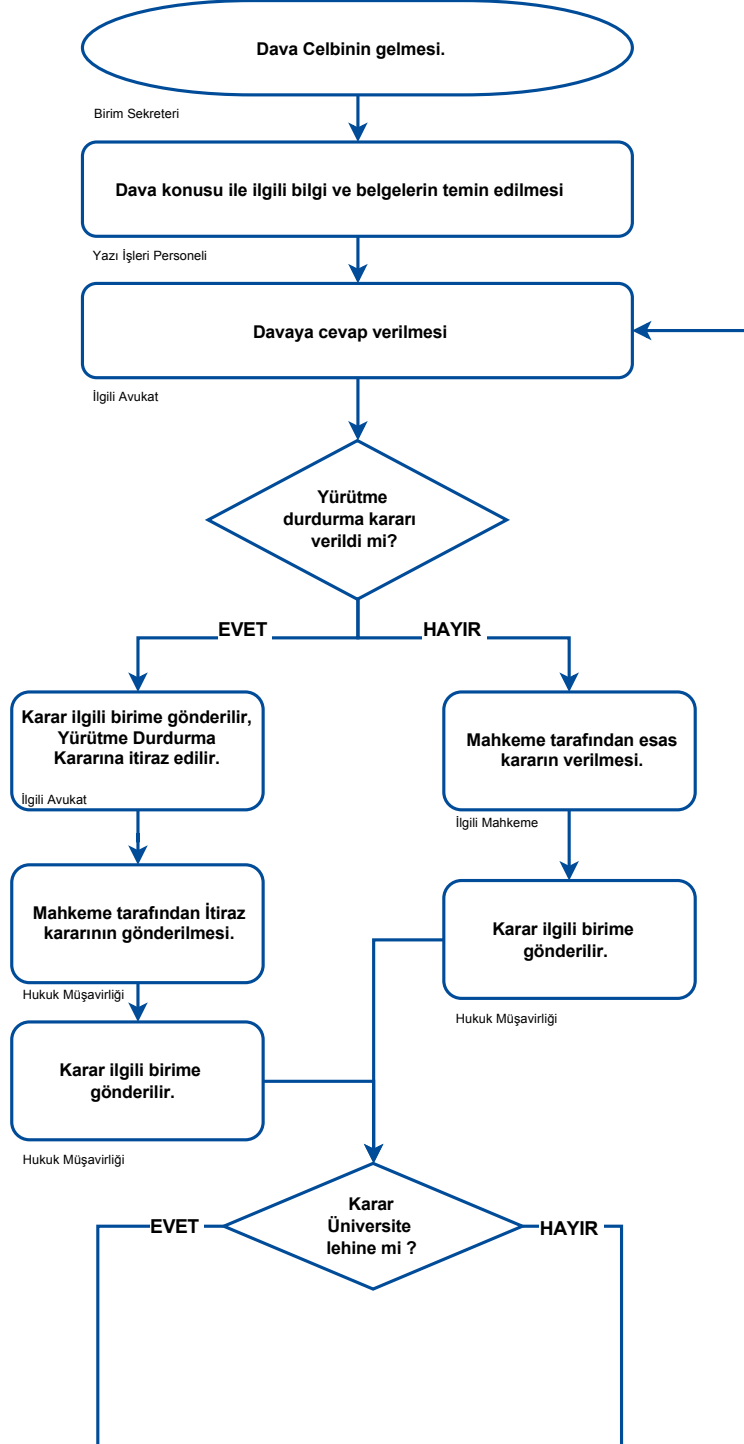 Dava Celbinin gelmesi.
Birim Sekreteri
Dava konusu ile ilgili bilgi ve belgelerin temin edilmesi
Yazı İşleri Personeli
Davaya cevap verilmesi
İlgili Avukat
Yürütme
durdurma kararı
verildi mi?
EVET
HAYIR
Karar ilgili birime gönderilir,
Yürütme Durdurma
Kararına itiraz edilir.
İlgili Avukat
Mahkeme tarafından esas
kararın verilmesi.
İlgili Mahkeme
Mahkeme tarafından İtiraz
kararının gönderilmesi.
Hukuk Müşavirliği
Karar ilgili birime
gönderilir.
Hukuk Müşavirliği
Karar ilgili birime
gönderilir.
Hukuk Müşavirliği
Karar
Üniversite
lehine mi ?
EVET
HAYIR